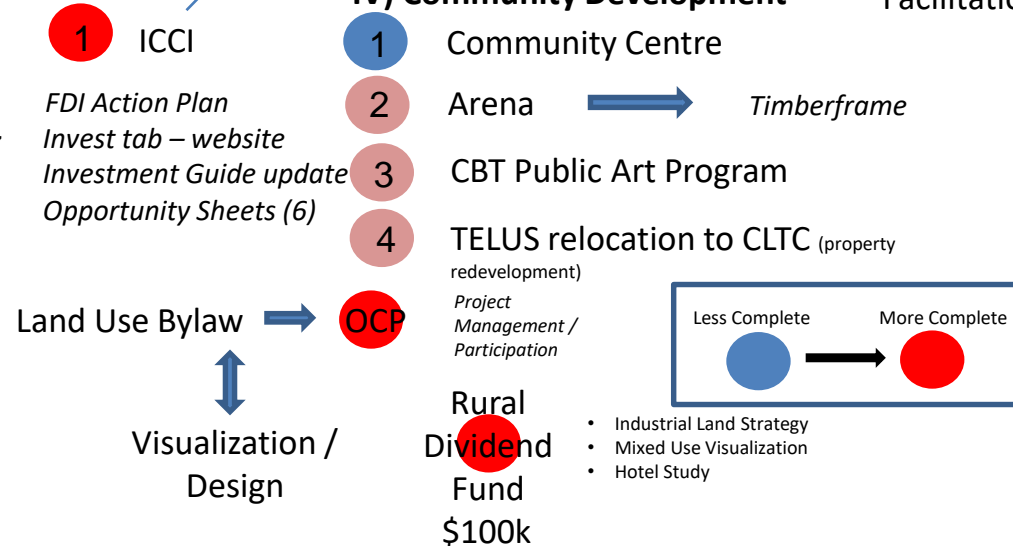 IV) Community Development
Facilitatio
1 ICCI
FDI Action Plan
Invest tab – website
Investment Guide update
Opportunity Sheets (6)
1 Community Centre
2 Arena
Timberframe
3 CBT Public Art Program
4 TELUS relocation to CLTC (property
redevelopment)
Project
Management /
Participation
Land Use Bylaw
OCP
Visualization /
Design
Rural
Dividend
Fund
$100k
Less Complete
More Complete
• Industrial Land Strategy
• Mixed Use Visualization
• Hotel Study